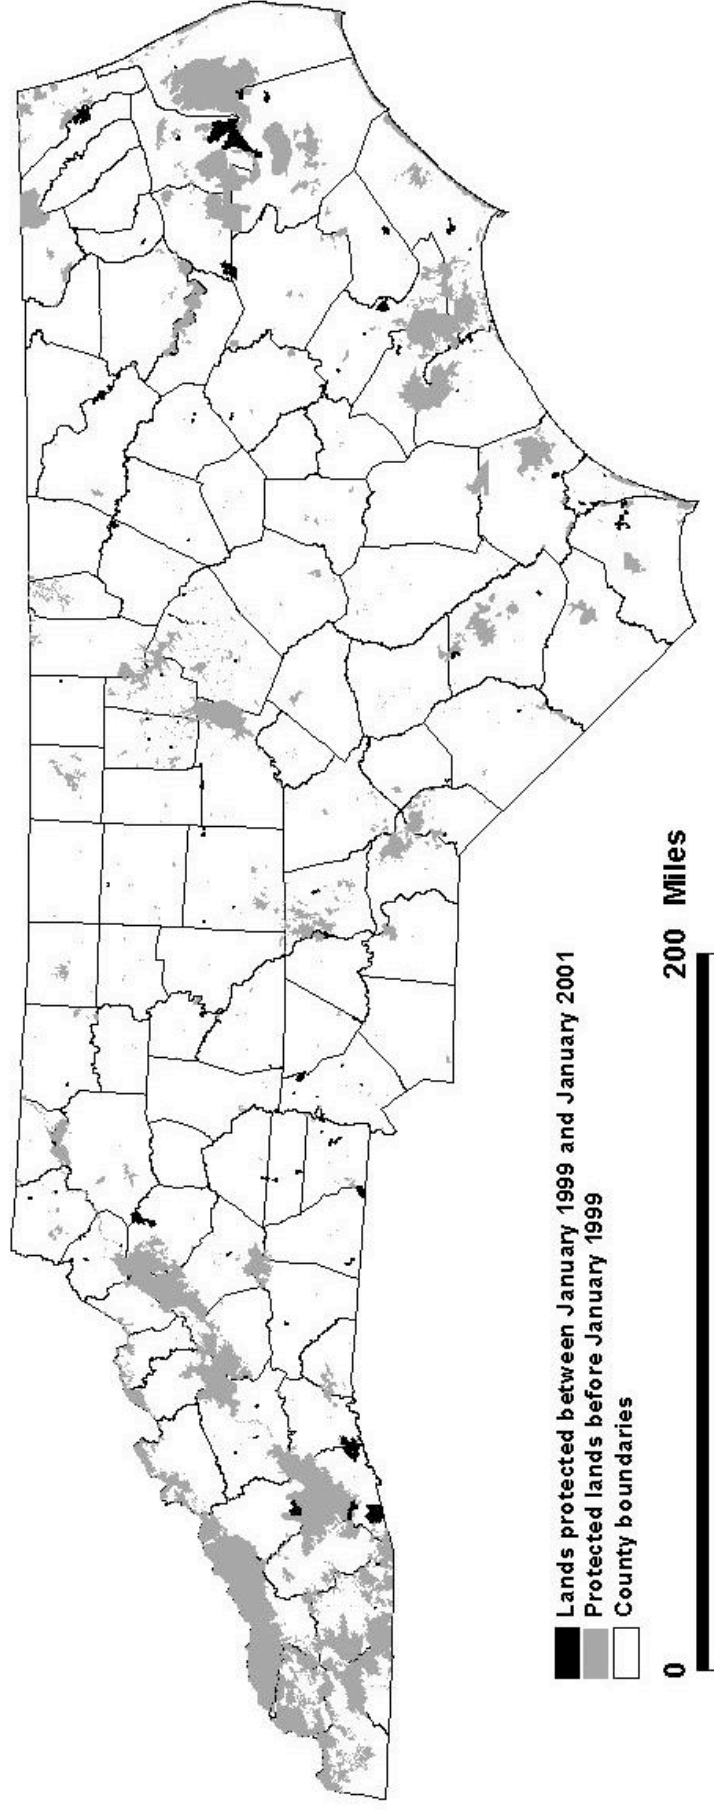 Lands protected between January 1999 and January 2001
Protected lands before January 1999
County boundaries
0 200 Miles